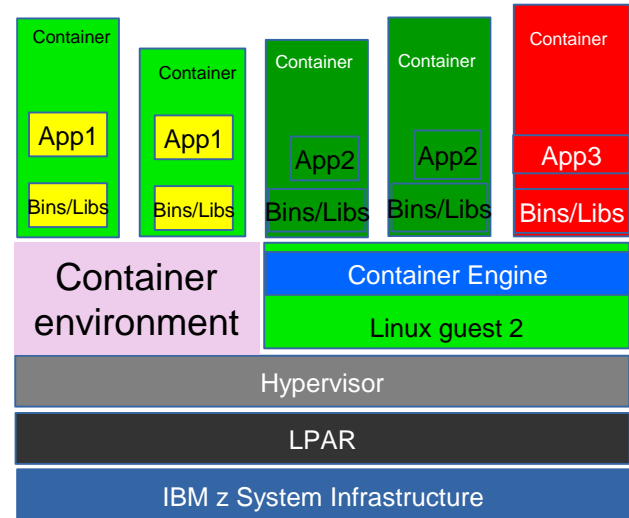 Container
Container
Container
Container
Container
App1
App1
App2
App2
App3
Bins/Libs
Bins/Libs
Bins/Libs
Bins/Libs
Bins/Libs
Container
environment
Container Engine
Linux guest 2
Hypervisor
LPAR
IBM z System Infrastructure